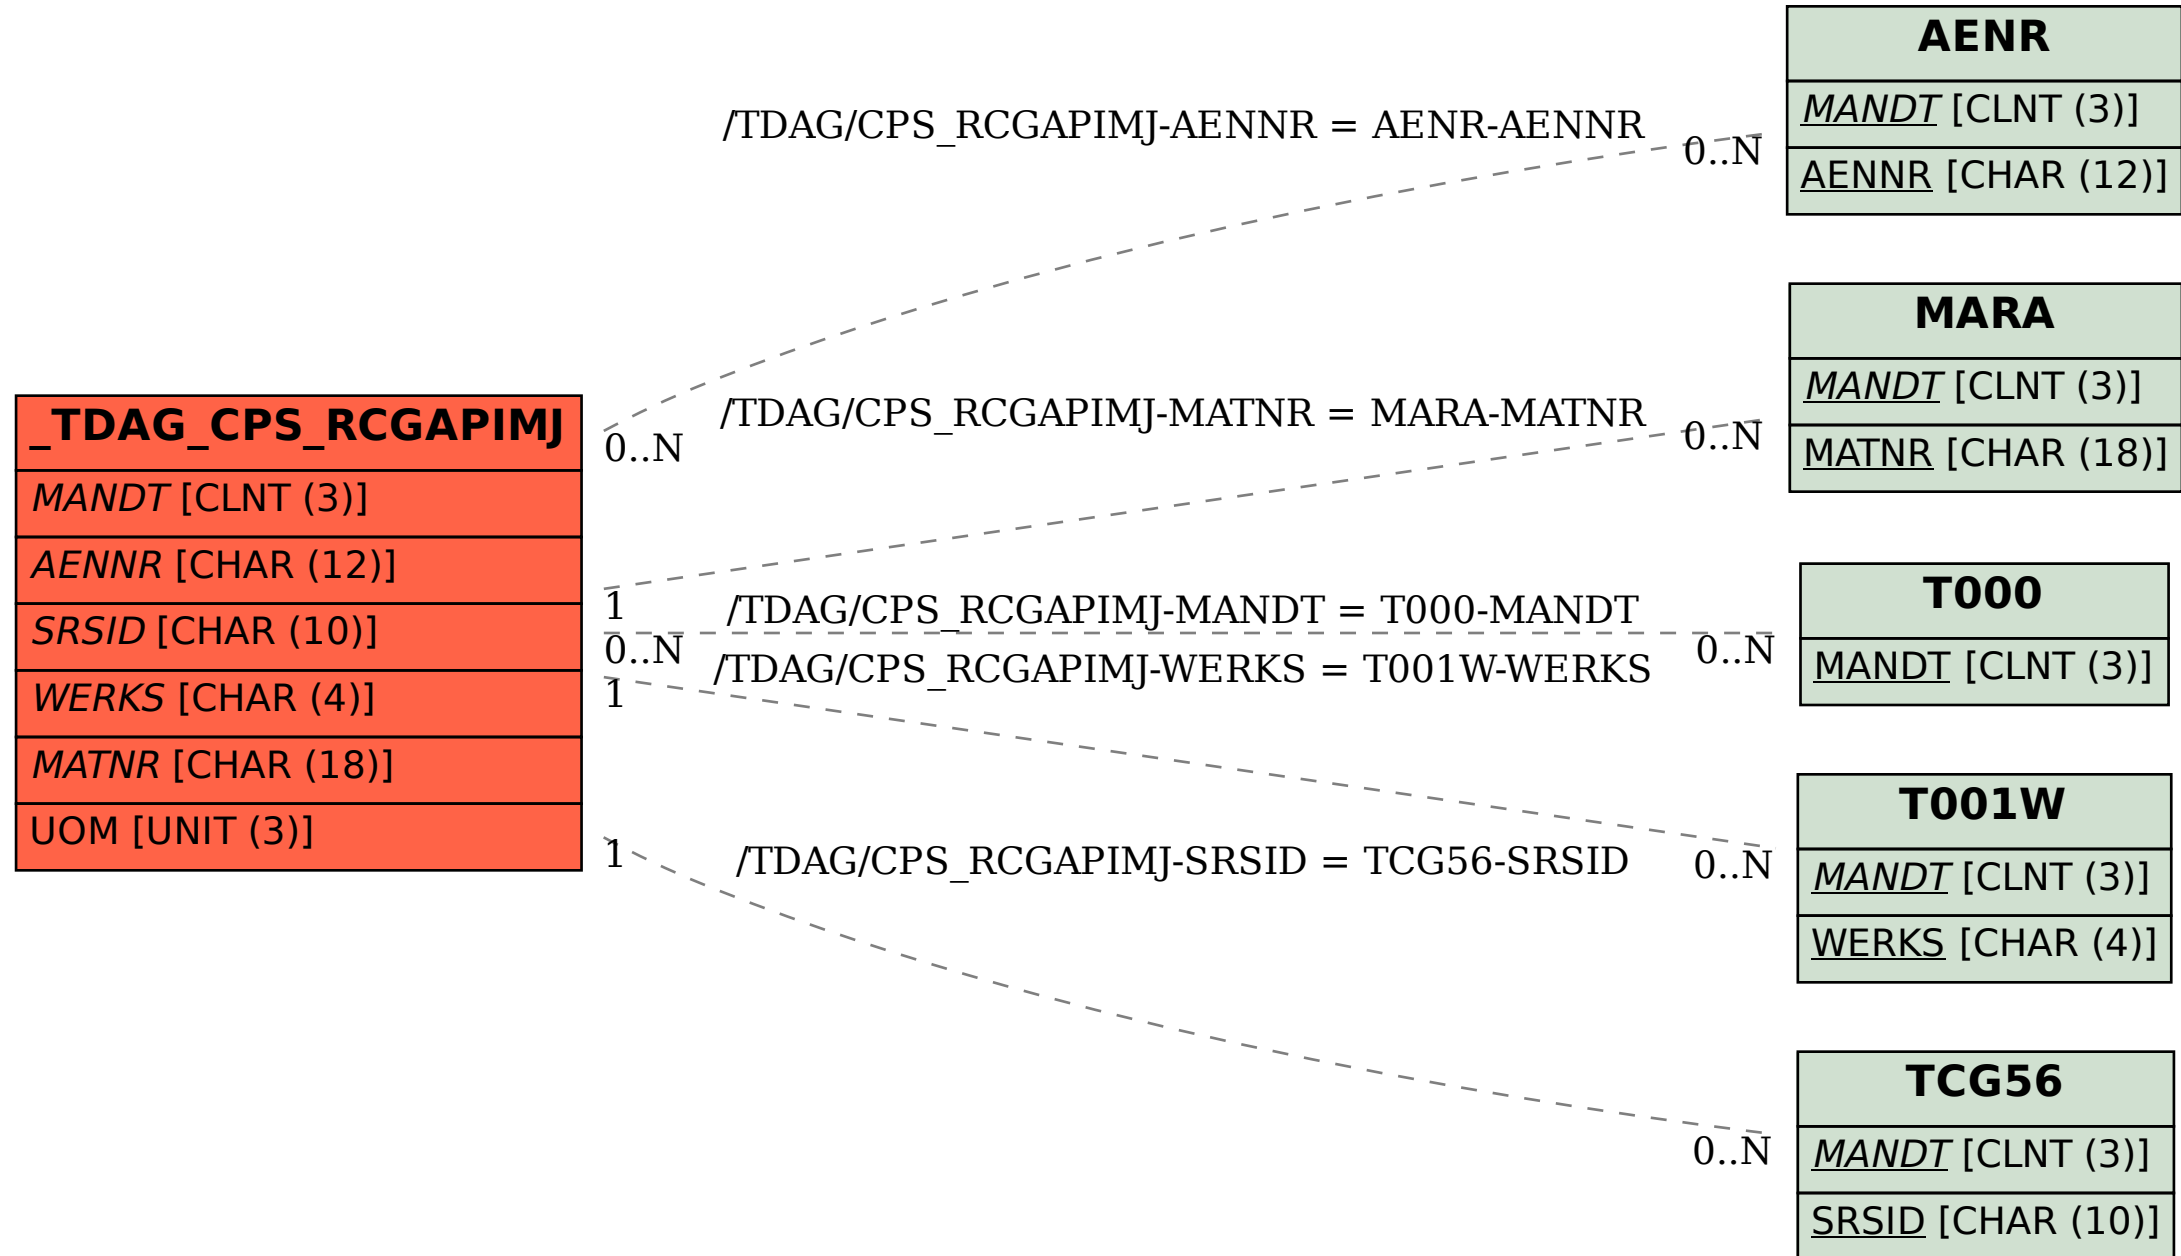 _TDAG_CPS_RCGAPIMJ
MANDT [CLNT (3)]
AENNR [CHAR (12)]
SRSID [CHAR (10)]
WERKS [CHAR (4)]
MATNR [CHAR (18)]
UOM [UNIT (3)]
/TDAG/CPS_RCGAPIMJ-AENNR = AENR-AENNR
0..N
0..N
/TDAG/CPS_RCGAPIMJ-MATNR = MARA-MATNR
0..N
1
/TDAG/CPS_RCGAPIMJ-MANDT = T000-MANDT
0..N
0..N
/TDAG/CPS_RCGAPIMJ-WERKS = T001W-WERKS
1
0..N
/TDAG/CPS_RCGAPIMJ-SRSID = TCG56-SRSID
1
0..N
AENR
MANDT [CLNT (3)]
AENNR [CHAR (12)]
MARA
MANDT [CLNT (3)]
MATNR [CHAR (18)]
T000
MANDT [CLNT (3)]
T001W
MANDT [CLNT (3)]
WERKS [CHAR (4)]
TCG56
MANDT [CLNT (3)]
SRSID [CHAR (10)]